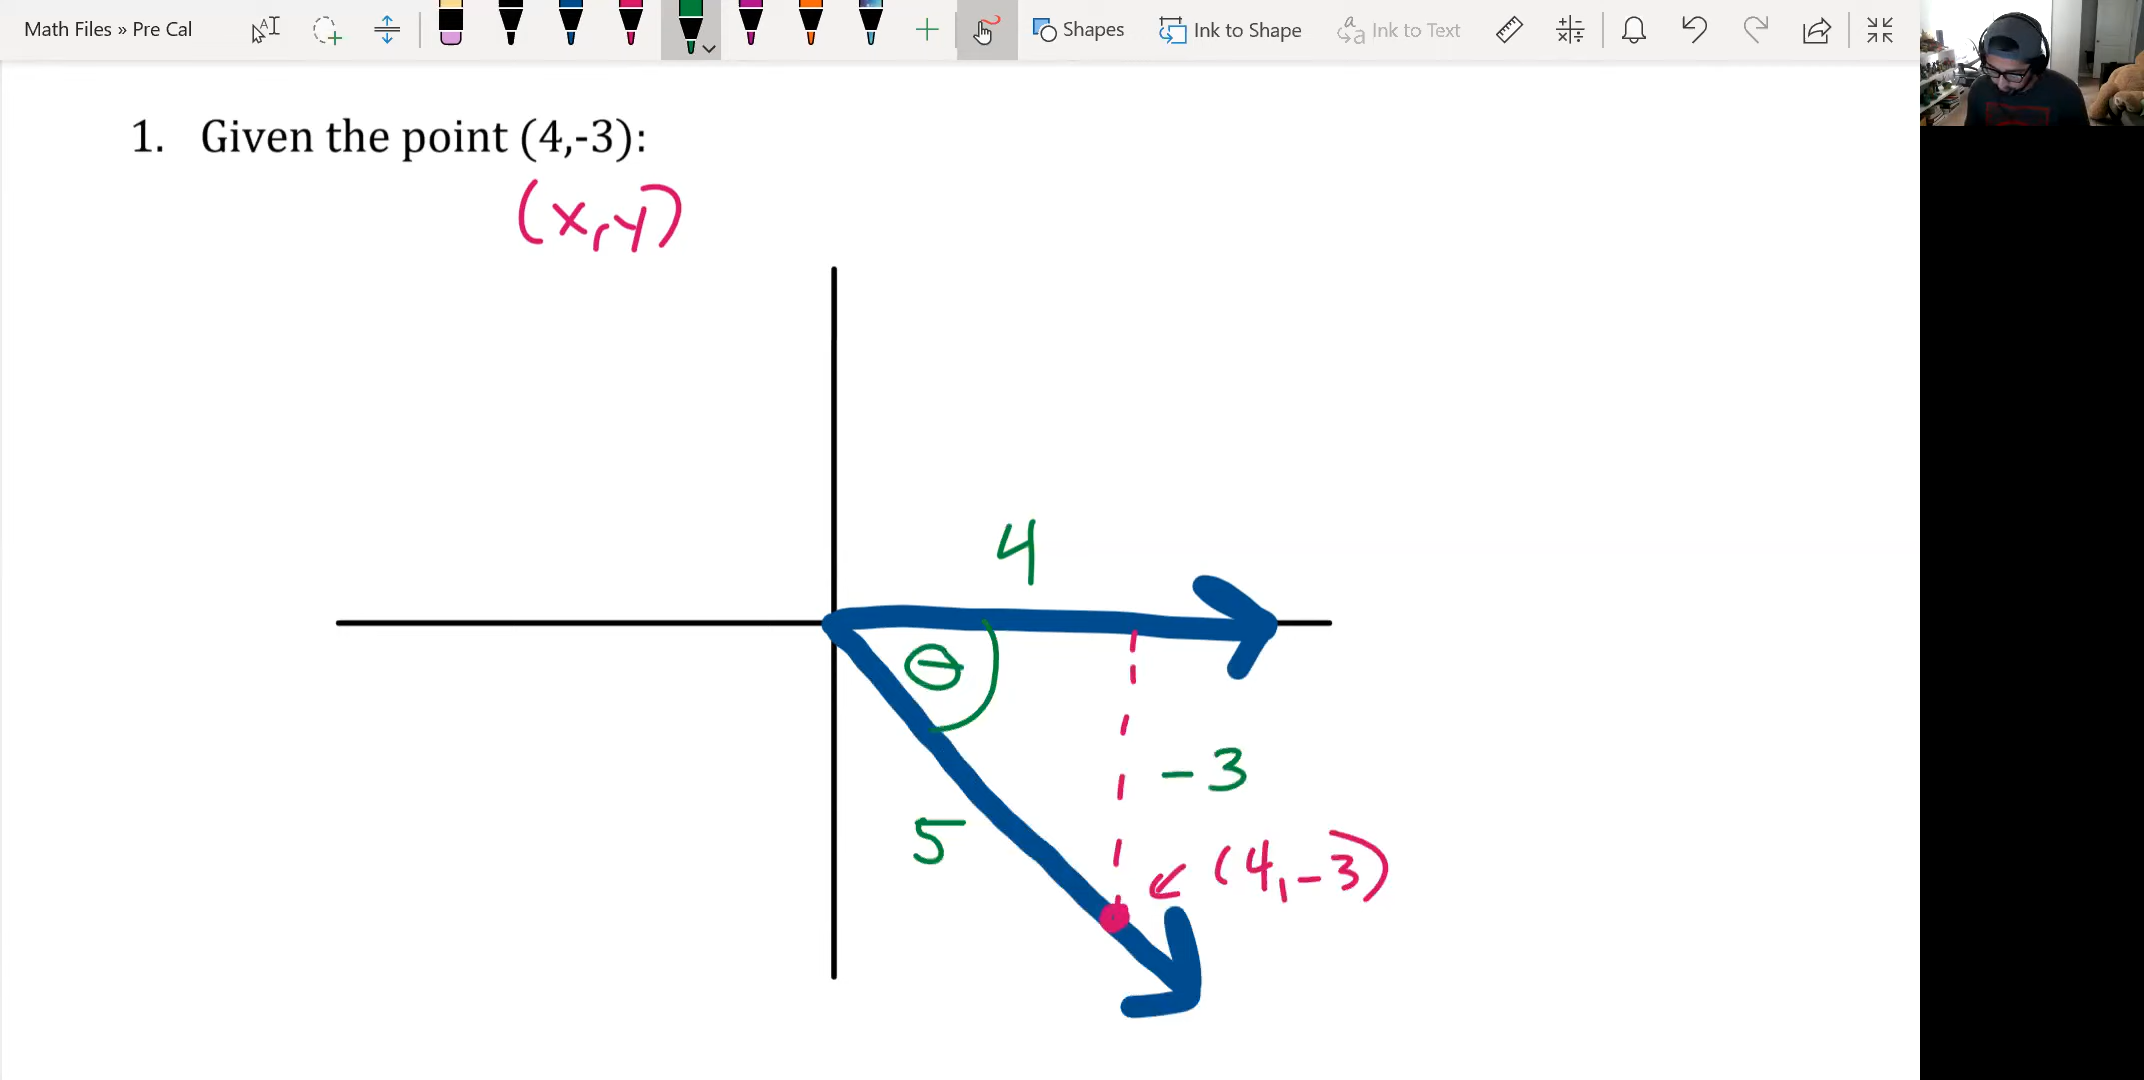 Math Files » Pre Cal
Shapes
Ink to Shape
Ink to Text
1. Given the point (4,-3):
(x,y)
4
θ
-3
5
(4,-3)